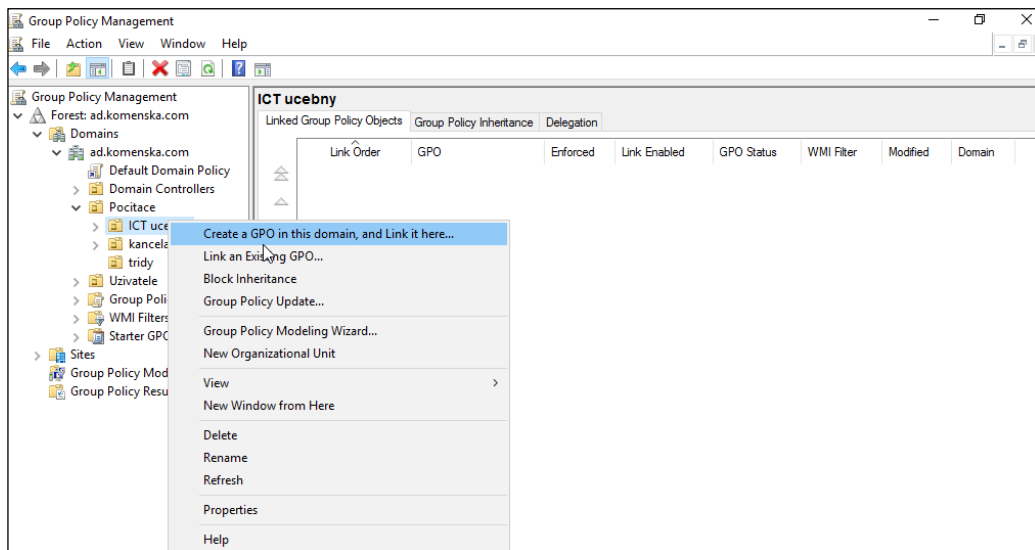 Group Policy Management
File Action View Window Help
Group Policy Management
Forest: ad.komenska.com
Domains
ad.komenska.com
Default Domain Policy
Domain Controllers
Pocitace
ICT uce
kancela
tridy
Uzivatele
Group Poli
WMI Filters
Starter GPO
Sites
Group Policy Mod
Group Policy Resu
ICT ucebny
Linked Group Policy Objects Group Policy Inheritance Delegation
Link Order GPO Enforced Link Enabled GPO Status WMI Filter Modified Domain
Create a GPO in this domain, and Link it here...
Link an Existing GPO...
Block Inheritance
Group Policy Update...
Group Policy Modeling Wizard...
New Organizational Unit
View
New Window from Here
Delete
Rename
Refresh
Properties
Help